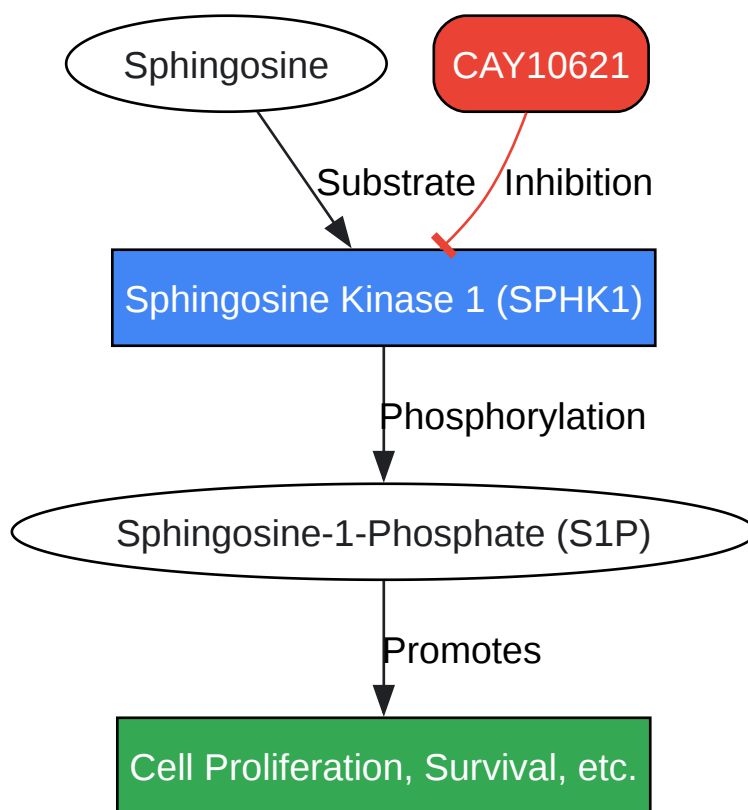 Sphingosine
CAY10621
Substrate
Inhibition
Sphingosine Kinase 1 (SPHK1)
Phosphorylation
Sphingosine-1-Phosphate (S1P)
Promotes
Cell Proliferation, Survival, etc.